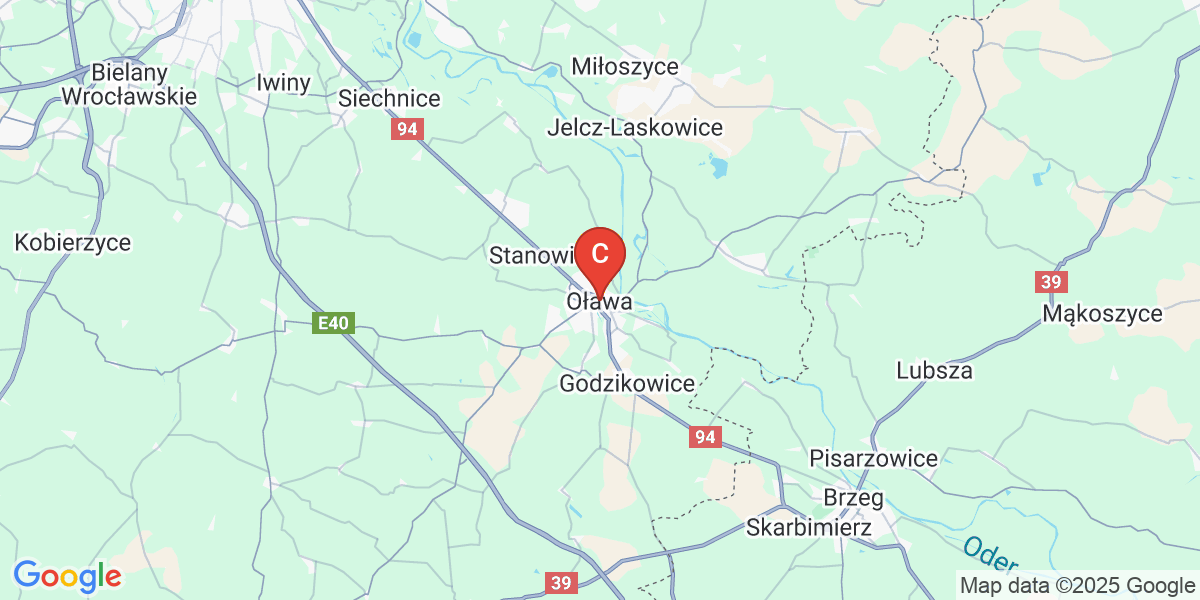 Miłoszyce
Bielany
Wrocławskie
Iwiny
Siechnice
94
Jelcz-Laskowice
Kobierzyce
Stanowi
C
39
Oława
Mąkoszyce
E40
Lubsza
Godzikowice
94
Pisarzowice
Brzeg
Skarbimierz
Oder
Google
39
Map data ©2025 Google